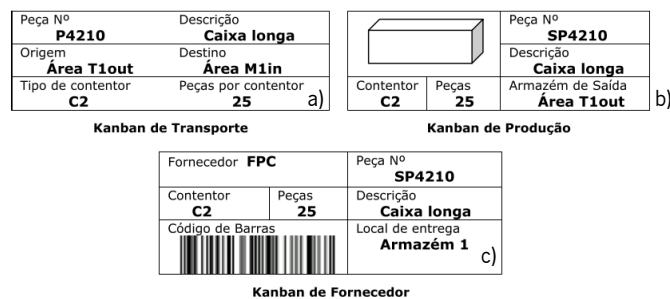 Peça Nº
P4210
Descrição
Caixa longa
Origem
Área T1out
Destino
Área M1in
Tipo de contentor
C2
Peças por contentor
25
a)
Kanban de Transporte
Peça Nº
SP4210
Descrição
Caixa longa
Contentor
C2
Peças
25
Armazém de Saída
Área T1out
b)
Kanban de Produção
Fornecedor FPC
Peça Nº
SP4210
Contentor
C2
Peças
25
Descrição
Caixa longa
Código de Barras
Local de entrega
Armazém 1
c)
Kanban de Fornecedor